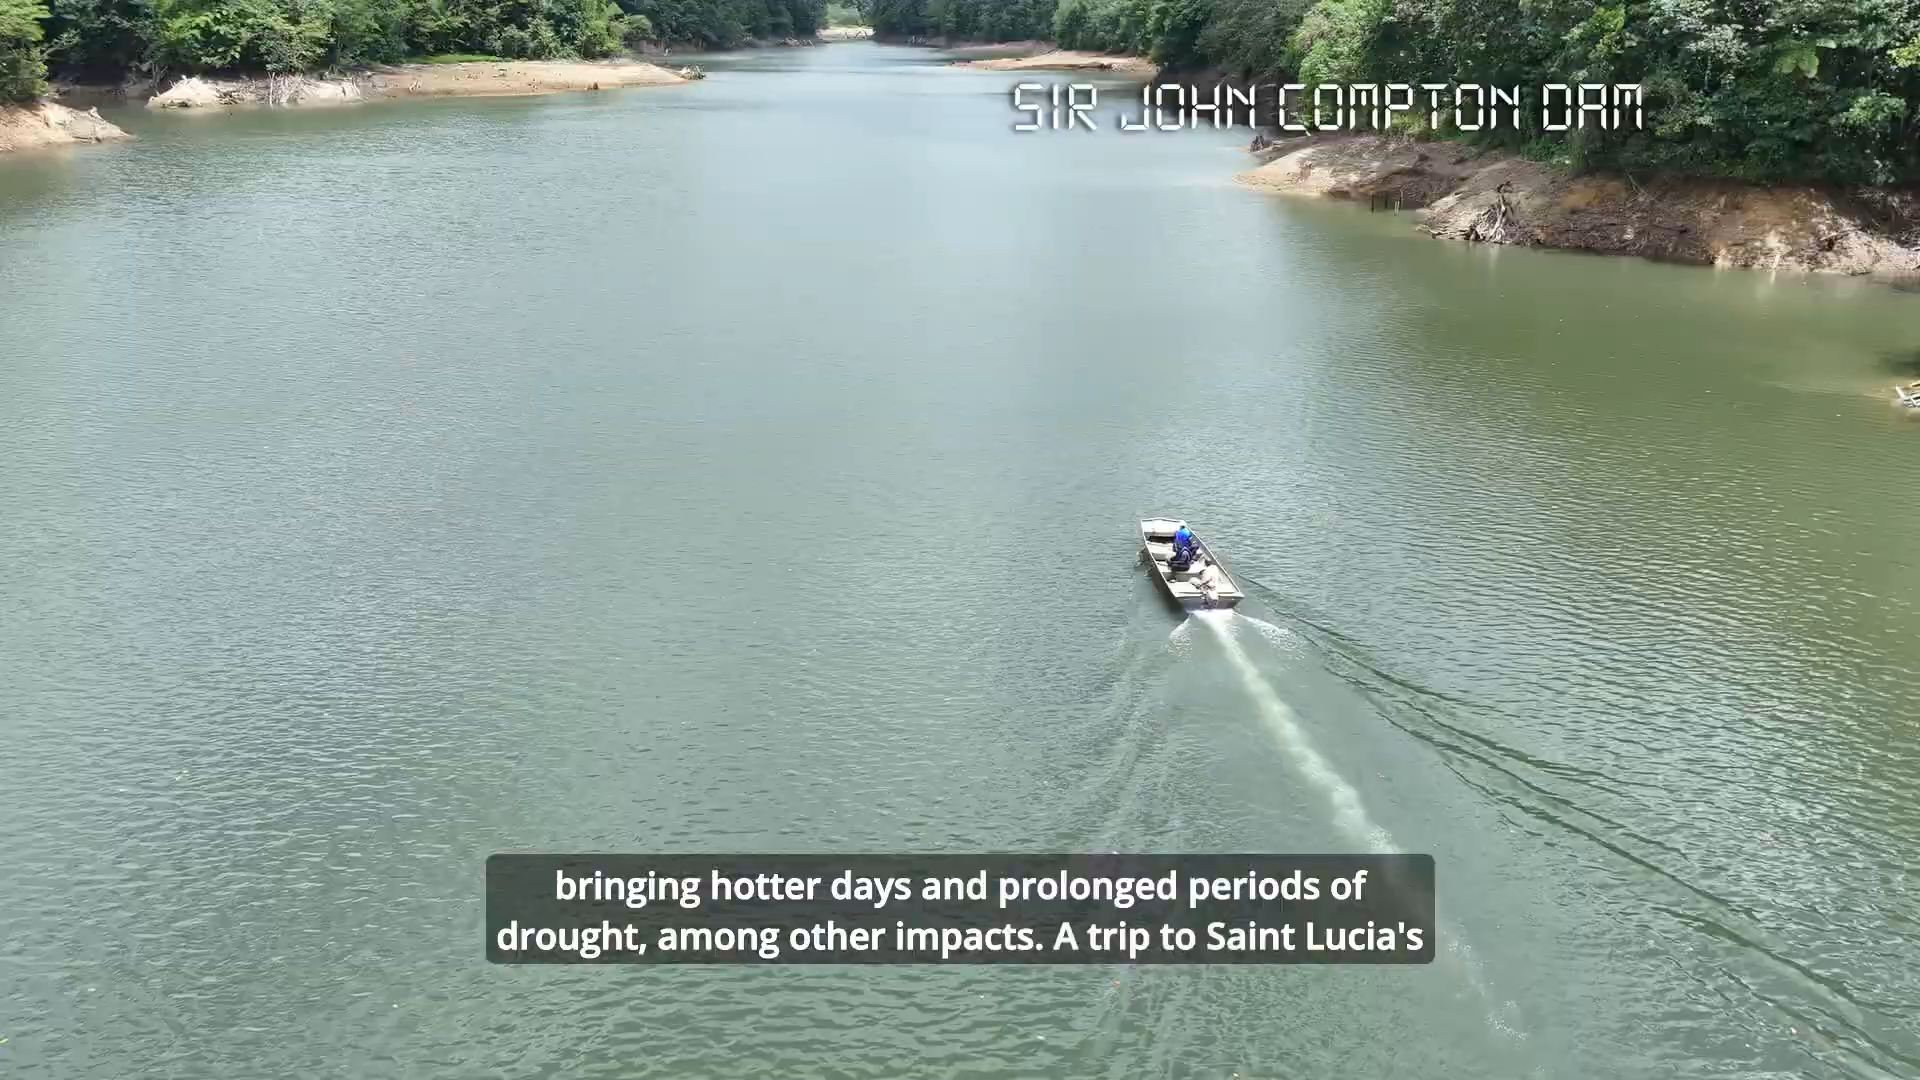 SIR JOHN COMPTON DAM
bringing hotter days and prolonged periods of
drought, among other impacts. A trip to Saint Lucia's